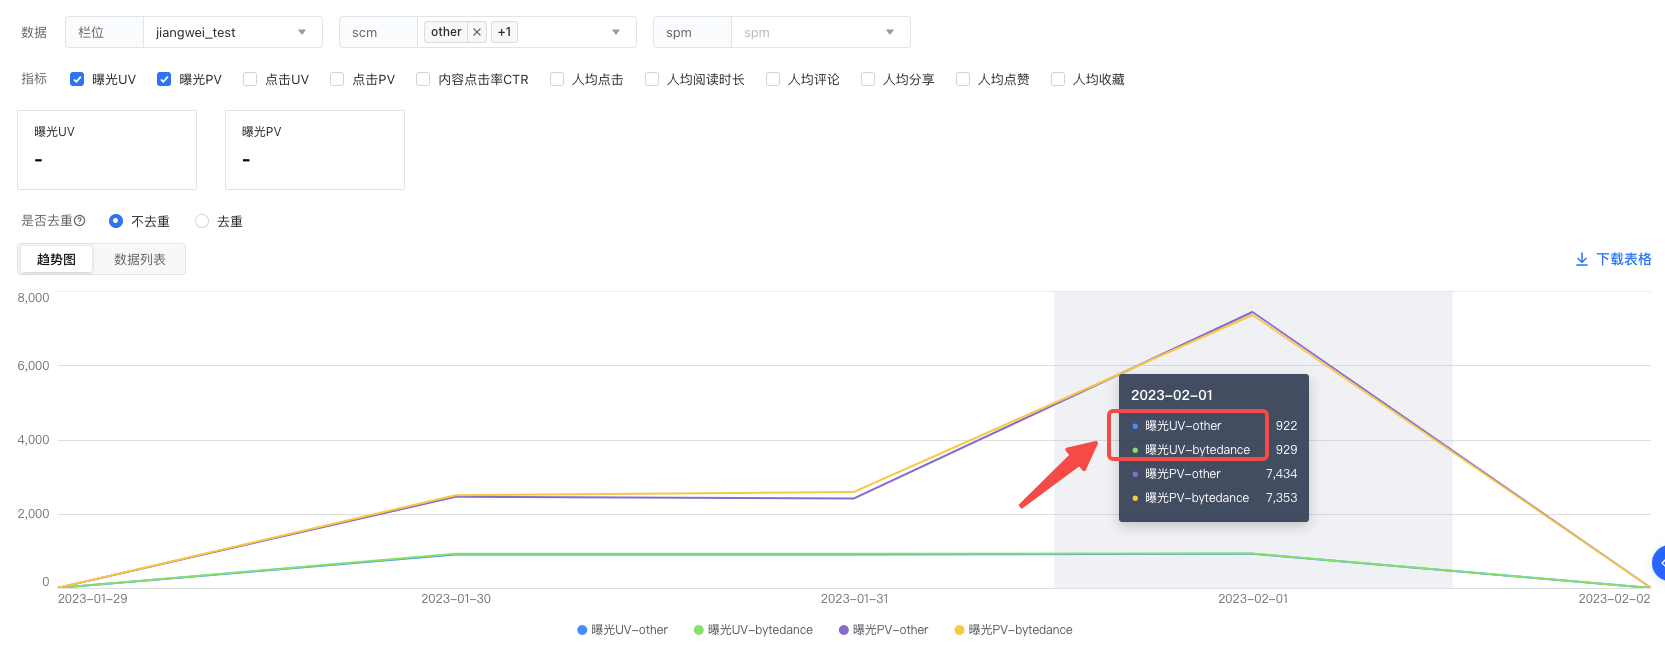 数据 栏位 jiangwei_test scm other × +1 spm spm
指标 曝光UV 曝光PV 点击UV 点击PV 内容点击率CTR 人均点击 人均阅读时长 人均评论 人均分享 人均点赞 人均收藏
曝光UV 曝光PV
- -
是否去重? 不去重 去重
趋势图 数据列表 下载表格
8,000
6,000
4,000
2,000
0
2023-02-01
曝光UV-other 922
曝光UV-bytedance 929
曝光PV-other 7,434
曝光PV-bytedance 7,353
2023-01-29 2023-01-30 2023-01-31 2023-02-01 2023-02-02
曝光UV-other 曝光UV-bytedance 曝光PV-other 曝光PV-bytedance